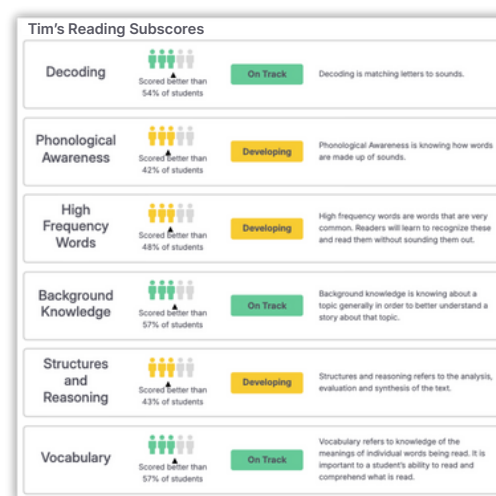 Tim's Reading Subscores
Decoding
Scored better than
54% of students
On Track
Decoding is matching letters to sounds.
Phonological
Awareness
Scored better than
42% of students
Developing
Phonological Awareness is knowing how words
are made up of sounds.
High
Frequency
Words
Scored better than
48% of students
Developing
High frequency words are words that are very
common. Readers will learn to recognize these
and read them without sounding them out.
Background
Knowledge
Scored better than
57% of students
On Track
Background knowledge is knowing about a
topic generally in order to better understand a
story about that topic.
Structures
and
Reasoning
Scored better than
43% of students
Developing
Structures and reasoning refers to the analysis,
evaluation and synthesis of the text.
Vocabulary
Scored better than
57% of students
On Track
Vocabulary refers to knowledge of the
meanings of individual words being read. It is
important to a student's ability to read and
comprehend what is read.